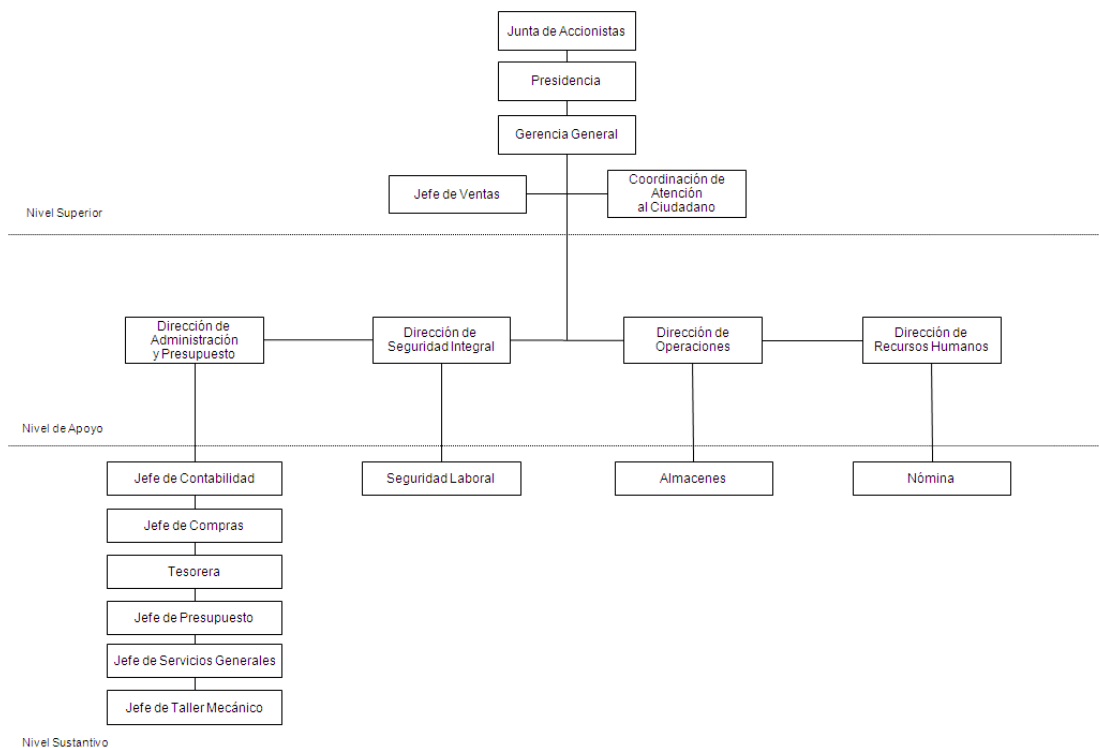 Junta de Accionistas
Presidencia
Gerencia General
Jefe de Ventas
Coordinación de
Atención
al Ciudadano
Nivel Superior
Dirección de
Administración
y Presupuesto
Dirección de
Seguridad Integral
Dirección de
Operaciones
Dirección de
Recursos Humanos
Nivel de Apoyo
Jefe de Contabilidad
Seguridad Laboral
Almacenes
Nómina
Jefe de Compras
Tesorera
Jefe de Presupuesto
Jefe de Servicios Generales
Jefe de Taller Mecánico
Nivel Sustantivo